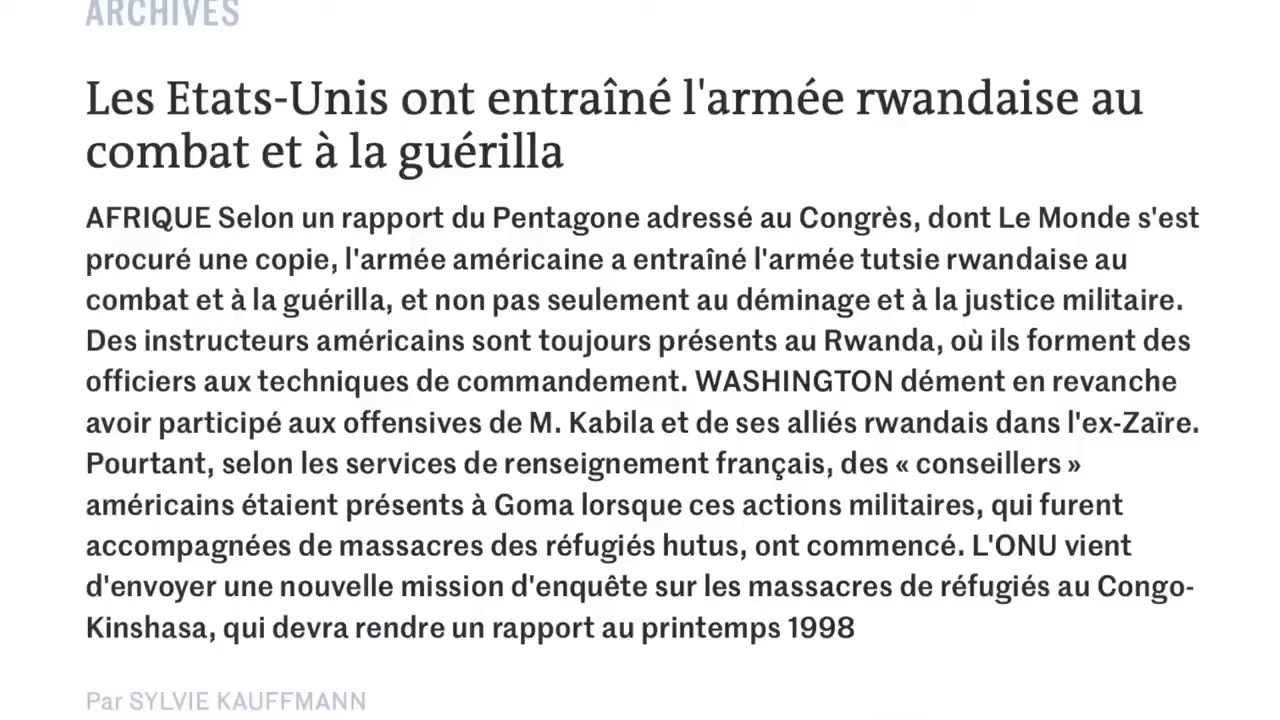 ARCHIVES
Les Etats-Unis ont entraîné l'armée rwandaise au
combat et à la guérilla
AFRIQUE Selon un rapport du Pentagone adressé au Congrès, dont Le Monde s'est
procuré une copie, l'armée américaine a entraîné l'armée tutsie rwandaise au
combat et à la guérilla, et non pas seulement au déminage et à la justice militaire.
Des instructeurs américains sont toujours présents au Rwanda, où ils forment des
officiers aux techniques de commandement. WASHINGTON dément en revanche
avoir participé aux offensives de M. Kabila et de ses alliés rwandais dans l'ex-Zaïre.
Pourtant, selon les services de renseignement français, des « conseillers »
américains étaient présents à Goma lorsque ces actions militaires, qui furent
accompagnées de massacres des réfugiés hutus, ont commencé. L'ONU vient
d'envoyer une nouvelle mission d'enquête sur les massacres de réfugiés au Congo-
Kinshasa, qui devra rendre un rapport au printemps 1998
Par SYLVIE KAUFFMANN